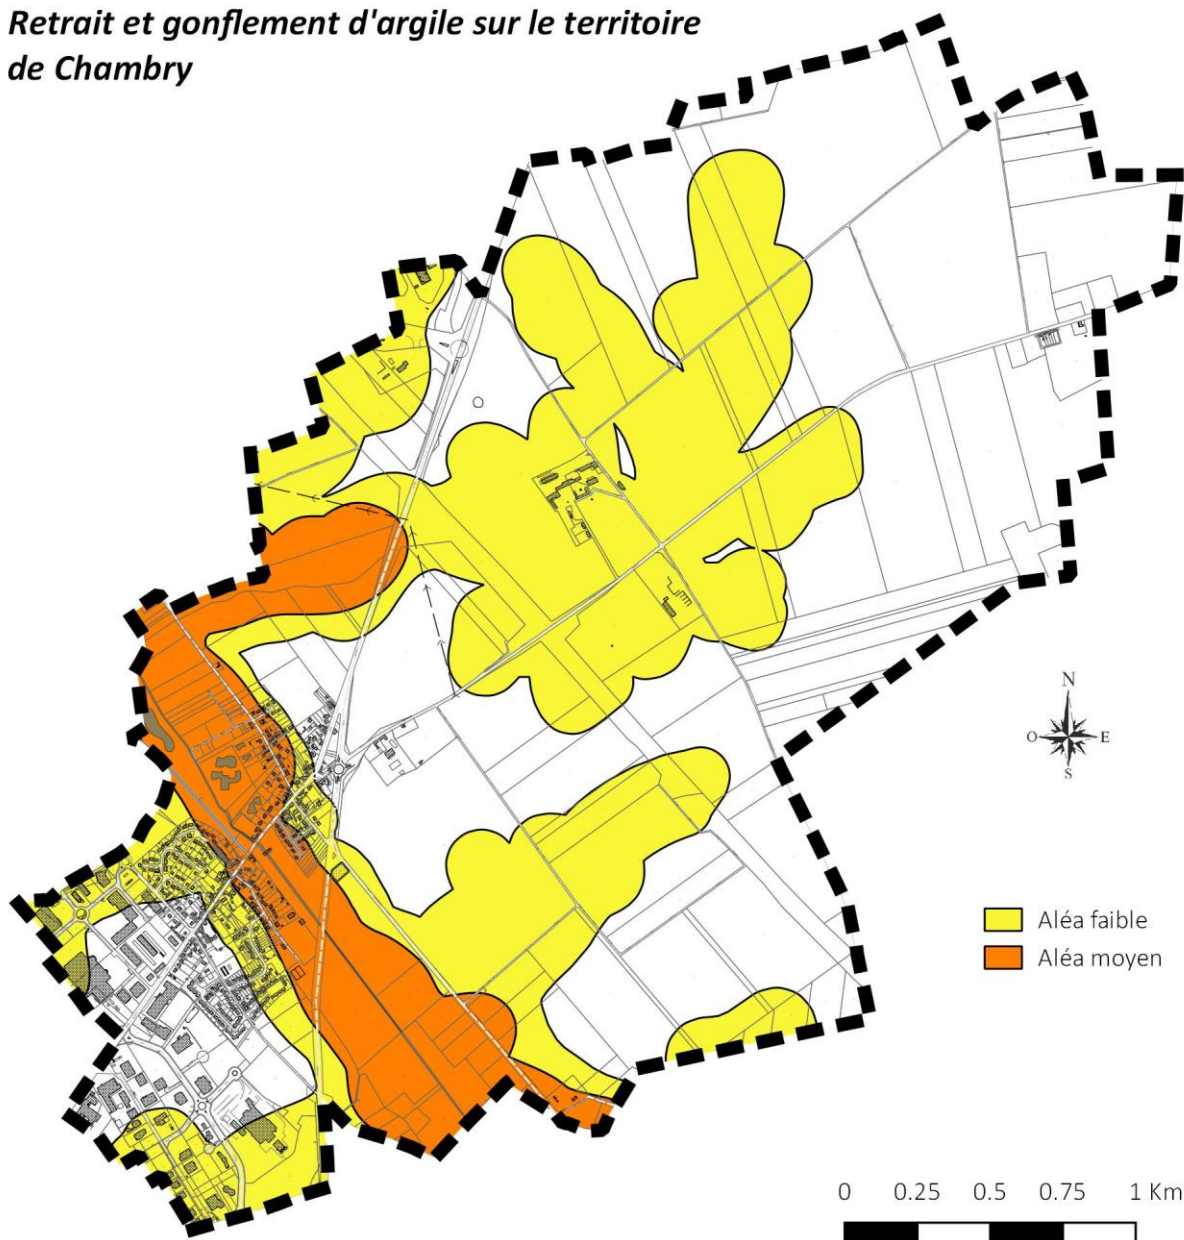 Retrait et gonflement d'argile sur le territoire
de Chambry
N
O E
S
Aléa faible
Aléa moyen
0 0.25 0.5 0.75 1 Km